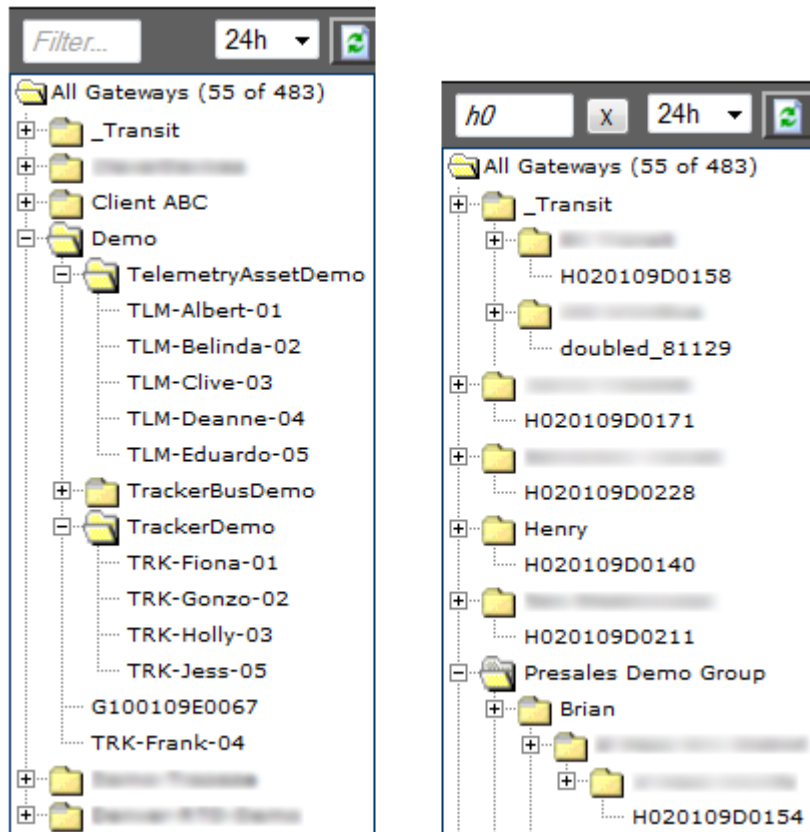 Filter...
24h
All Gateways (55 of 483)
_Transit
Client ABC
Demo
TelemetryAssetDemo
TLM-Albert-01
TLM-Belinda-02
TLM-Clive-03
TLM-Deanne-04
TLM-Eduardo-05
TrackerBusDemo
TrackerDemo
TRK-Fiona-01
TRK-Gonzo-02
TRK-Holly-03
TRK-Jess-05
G100109E0067
TRK-Frank-04
h0
X
24h
All Gateways (55 of 483)
_Transit
H020109D0158
doubled_81129
H020109D0171
H020109D0228
Henry
H020109D0140
H020109D0211
Presales Demo Group
Brian
H020109D0154